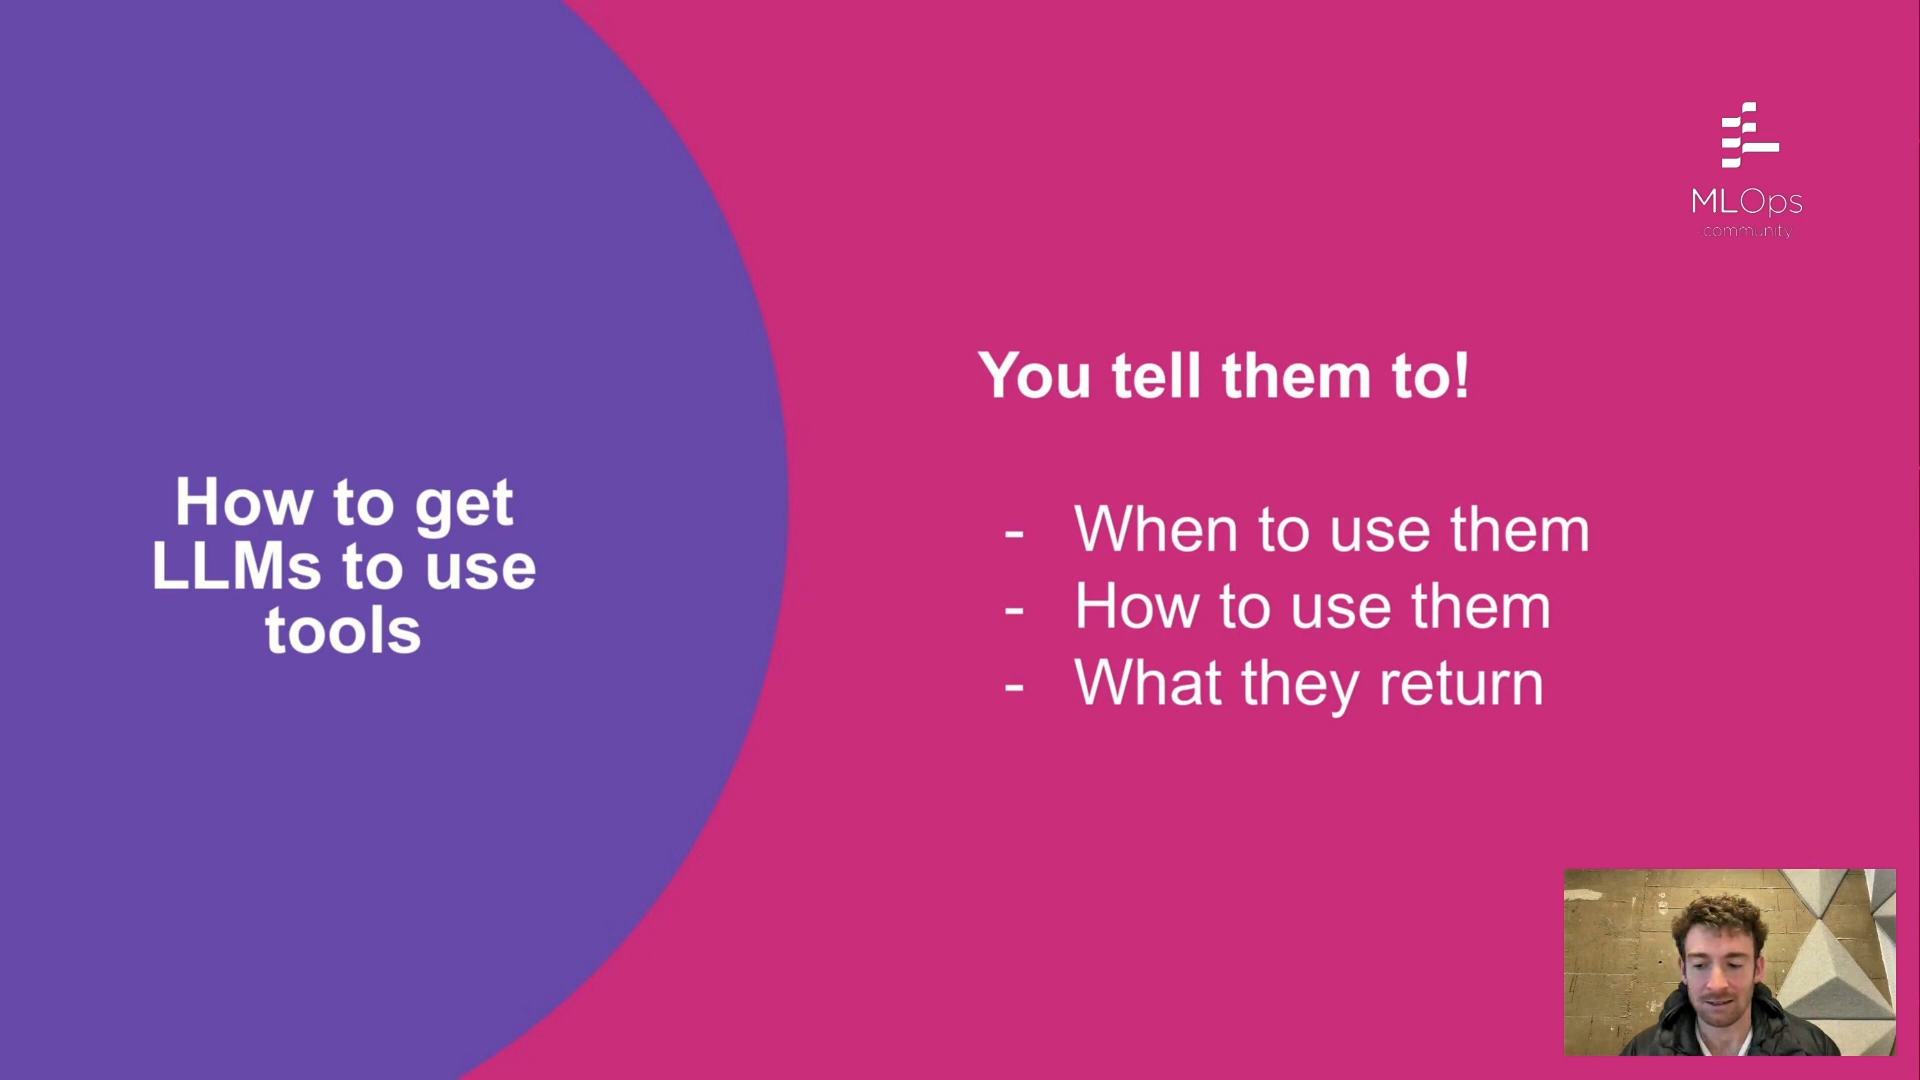 How to get
LLMs to use
tools
MLOps
community
You tell them to!
- When to use them
- How to use them
- What they return